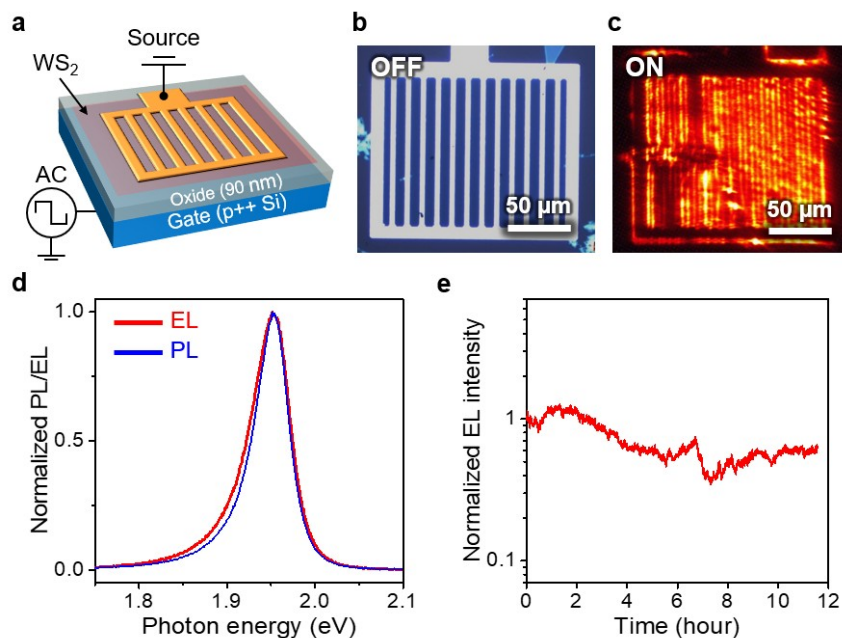 a
Source
WS₂
AC
Oxide (90 nm)
Gate (p++ Si)
b
OFF
50 µm
c
ON
50 µm
d
EL
PL
Normalized PL/EL
1.0
0.5
0.0
1.8
1.9
2.0
2.1
Photon energy (eV)
e
Normalized EL intensity
1
0.1
0
2
4
6
8
10
12
Time (hour)